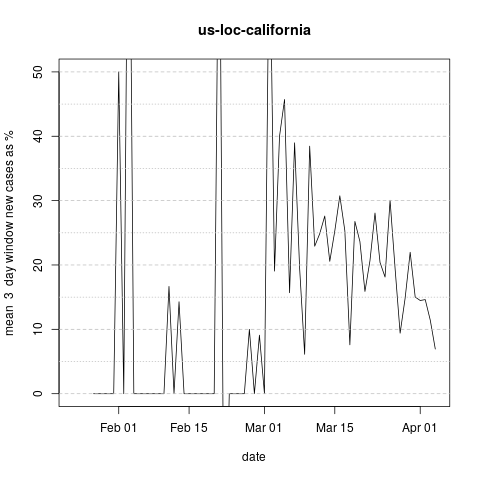 us-loc-california
mean 3 day window new cases as %
50
40
30
20
10
0
Feb 01 Feb 15 Mar 01 Mar 15 Apr 01
date